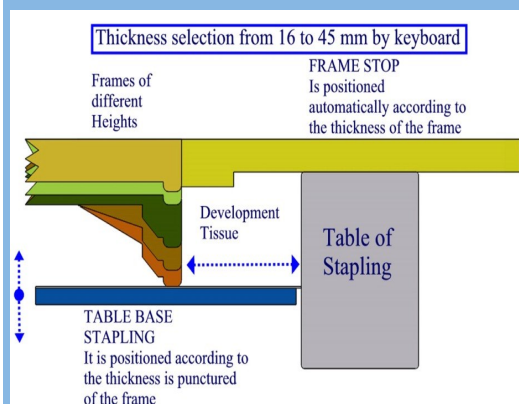 Thickness selection from 16 to 45 mm by keyboard
Frames of
different
Heights
FRAME STOP
Is positioned
automatically according to
the thickness of the frame
Development
Tissue
Table of
Stapling
TABLE BASE
STAPLING
It is positioned according to
the thickness is punctured
of the frame